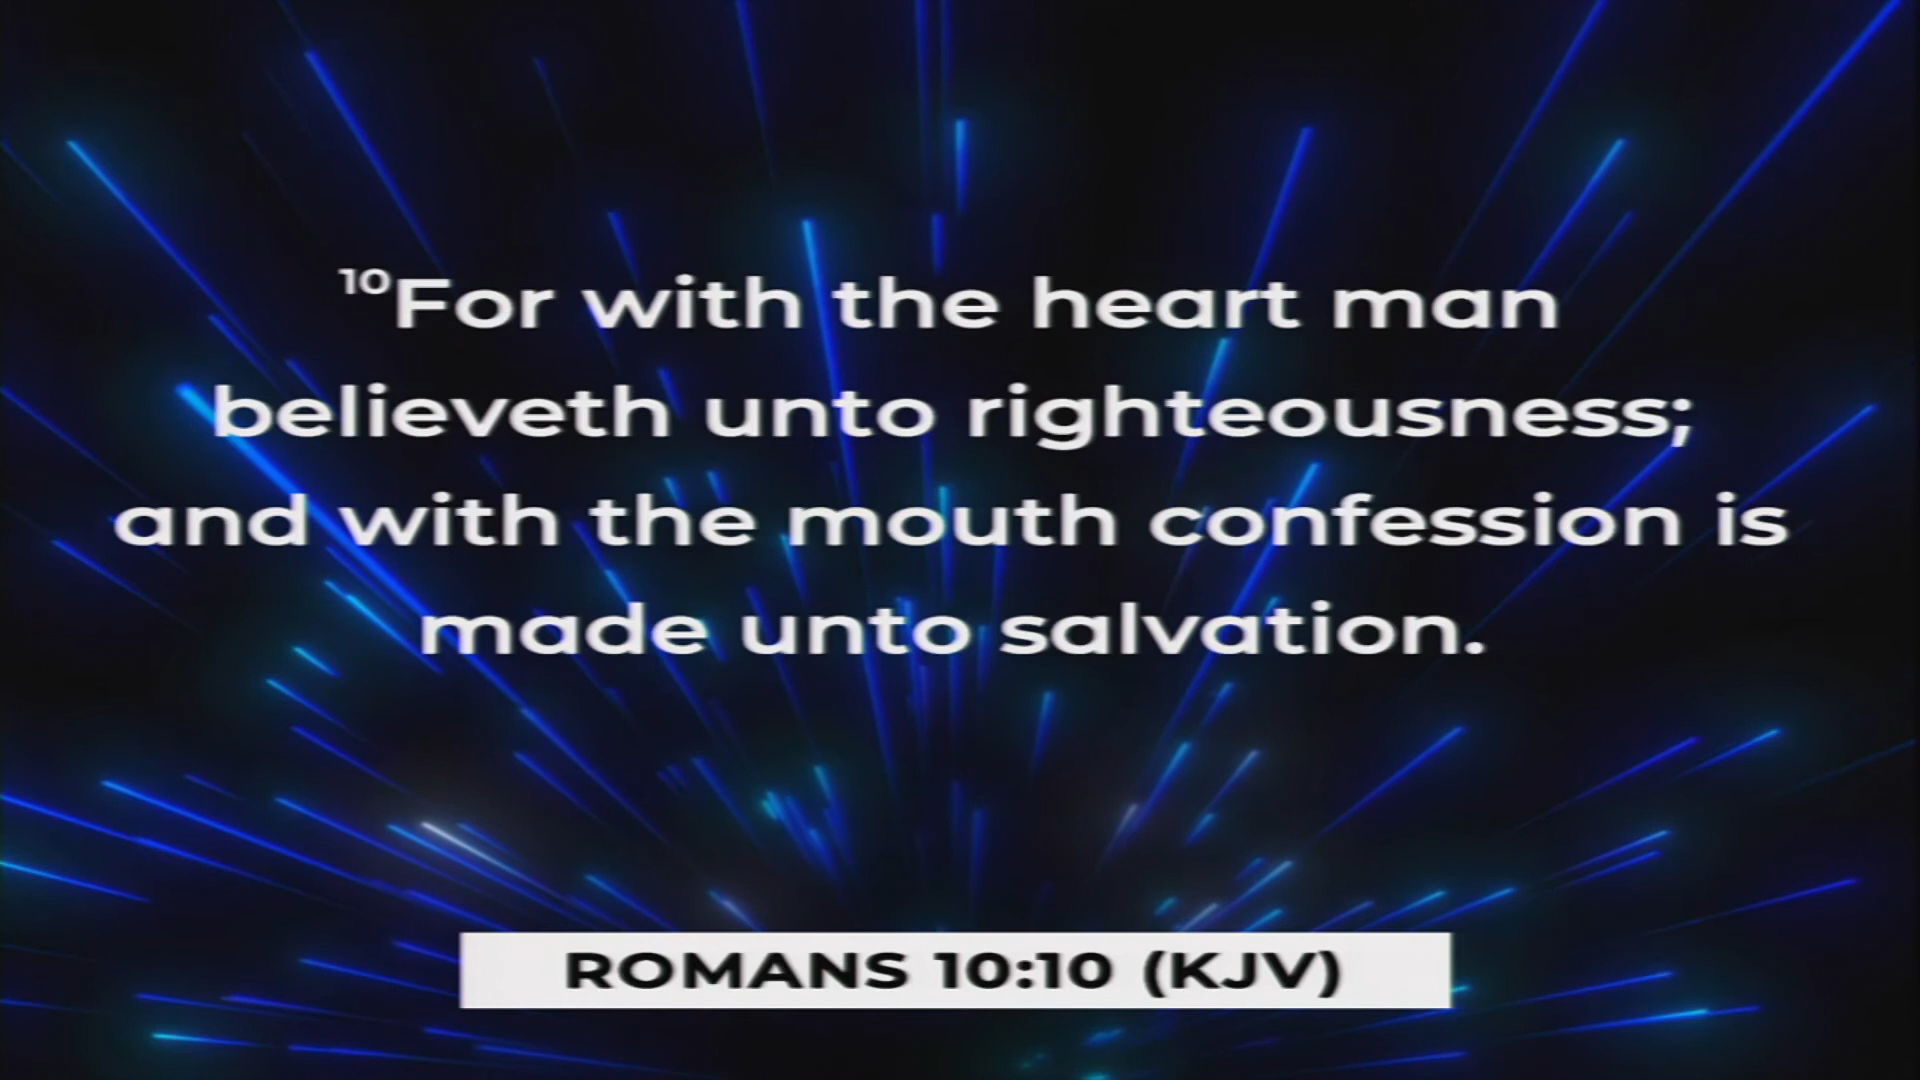 ¹⁰For with the heart man
believeth unto righteousness;
and with the mouth confession is
made unto salvation.
ROMANS 10:10 (KJV)